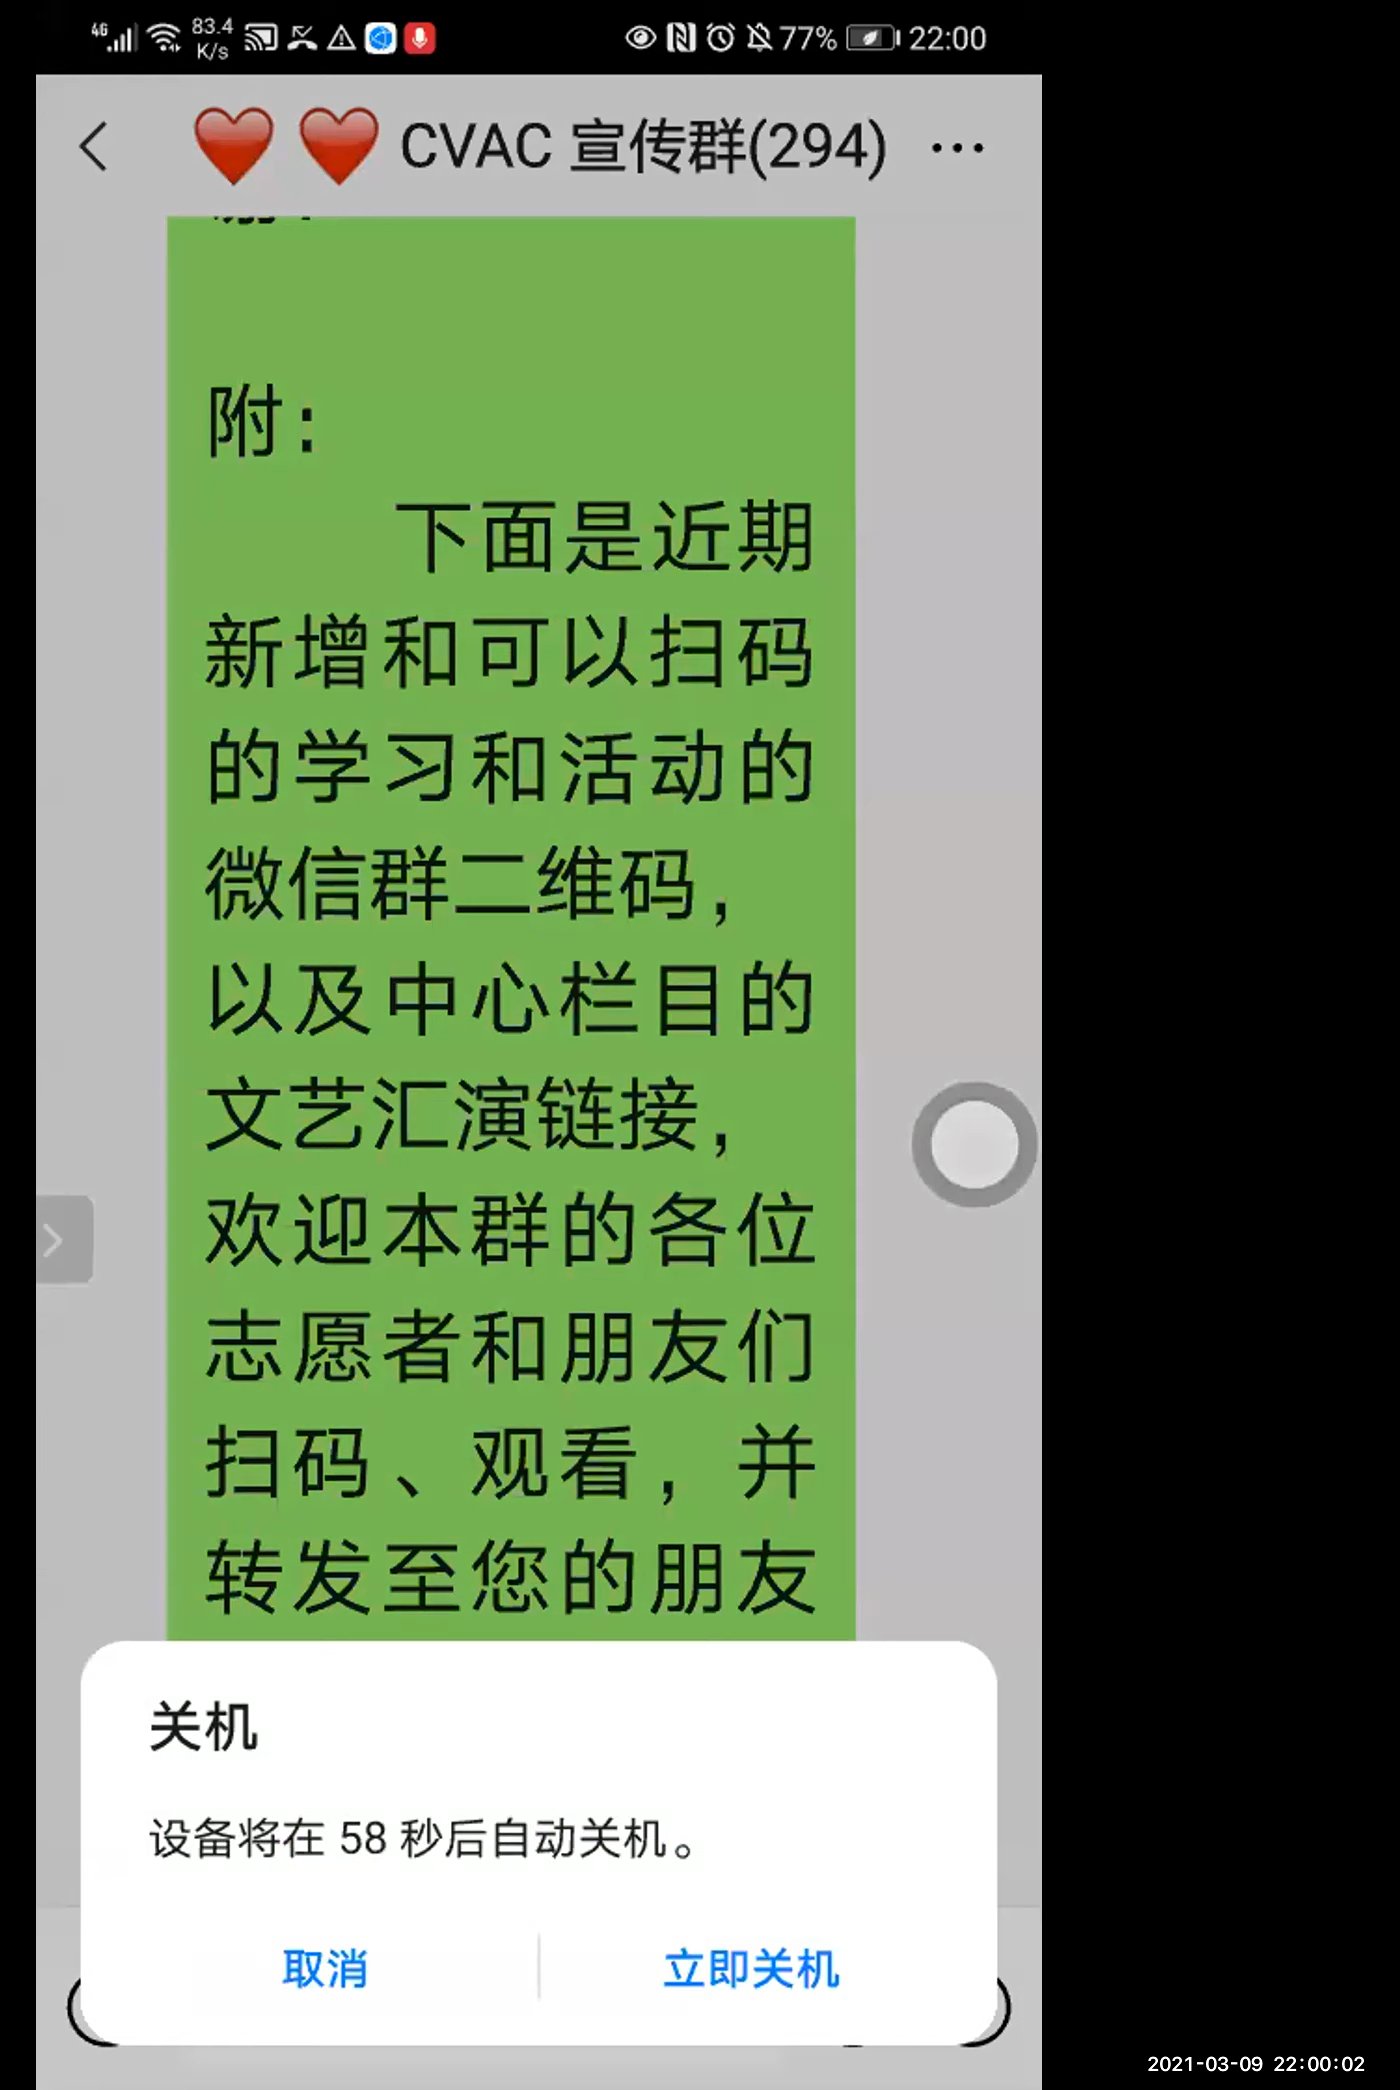 4G 83.4 K/s 77% 22:00
CVAC 宣传群(294)
附：
下面是近期
新增和可以扫码
的学习和活动的
微信群二维码，
以及中心栏目的
文艺汇演链接，
欢迎本群的各位
志愿者和朋友们
扫码、观看，并
转发至您的朋友
关机
设备将在 58 秒后自动关机。
取消 立即关机
2021-03-09 22:00:02